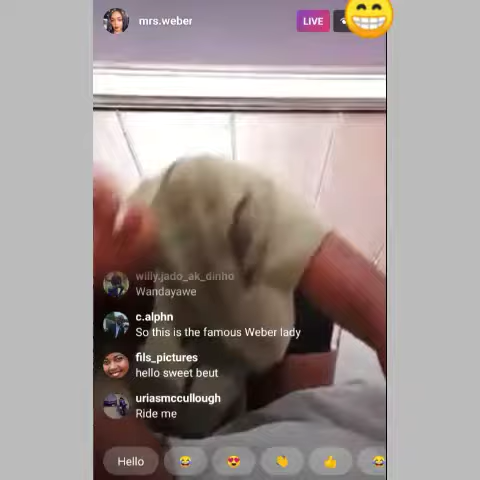 mrs.weber
LIVE
willy.jado_ak_dinho
Wandayawe
c.alphn
So this is the famous Weber lady
fils_pictures
hello sweet beut
uriasmccullough
Ride me
Hello